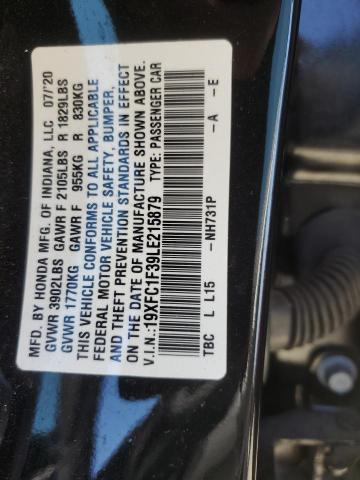 MFD. BY HONDA MFG. OF INDIANA, LLC 07/'20
GVWR 3902LBS GAWR F 2105LBS R 1829LBS
GVWR 1770KG GAWR F 955KG R 830KG
THIS VEHICLE CONFORMS TO ALL APPLICABLE
FEDERAL MOTOR VEHICLE SAFETY, BUMPER,
AND THEFT PREVENTION STANDARDS IN EFFECT
ON THE DATE OF MANUFACTURE SHOWN ABOVE.
V.I.N.:19XFC1F39LE215879 TYPE: PASSENGER CAR
TBC L L15 -NH731P -A -E